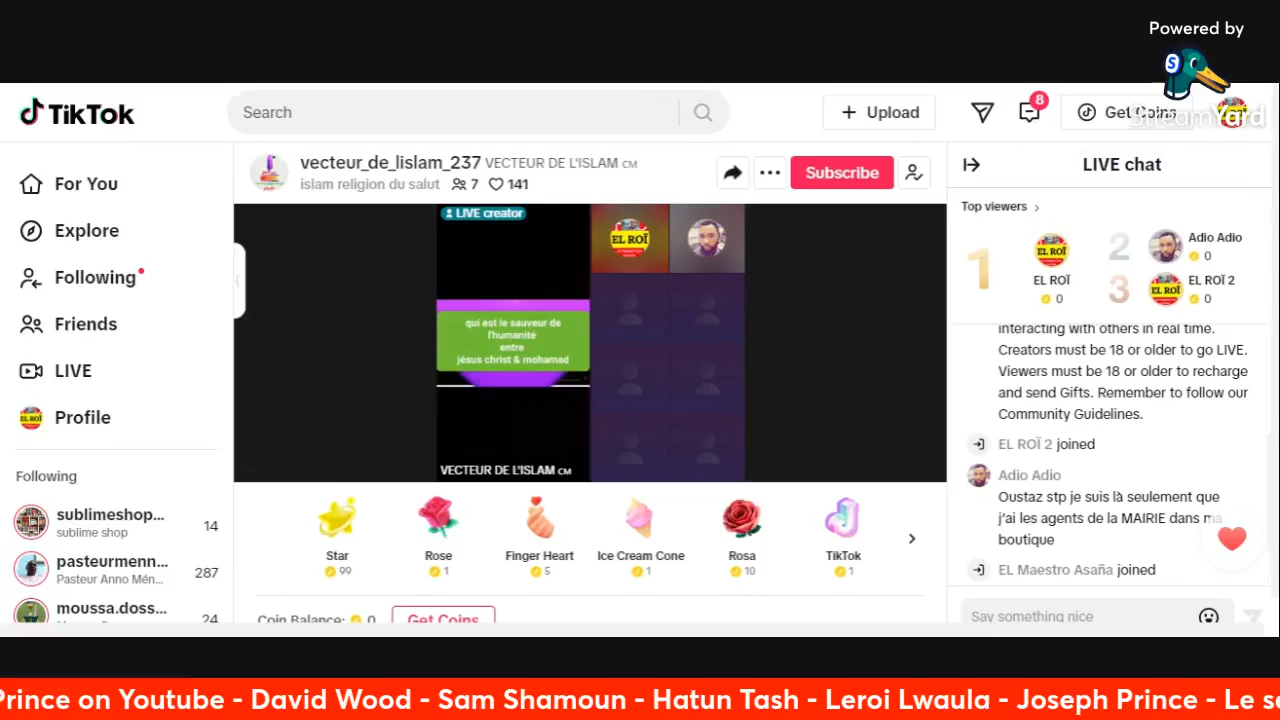 Powered by
StreamYard
TikTok
Search
Upload
8
Get Coins
For You
Explore
Following
Friends
LIVE
Profile
Following
sublimeshop...
sublime shop
14
pasteurmenn...
Pasteur Anno Mén...
287
moussa.doss...
24
vecteur_de_lislam_237 VECTEUR DE L'ISLAM CM
islam religion du salut 7 141
Subscribe
LIVE creator
EL ROÏ
qui est le sauveur de
l'humanité
entre
jésus christ & mohamad
VECTEUR DE L'ISLAM CM
Star
99
Rose
1
Finger Heart
5
Ice Cream Cone
1
Rosa
10
TikTok
1
Coin Balance: 0 Get Coins
LIVE chat
Top viewers
1
EL ROÏ
0
2
Adio Adio
0
3
EL ROÏ 2
0
interacting with others in real time.
Creators must be 18 or older to go LIVE.
Viewers must be 18 or older to recharge
and send Gifts. Remember to follow our
Community Guidelines.
EL ROÏ 2 joined
Adio Adio
Oustaz stp je suis là seulement que
j'ai les agents de la MAIRIE dans ma
boutique
EL Maestro Asaña joined
Say something nice
Prince on Youtube - David Wood - Sam Shamoun - Hatun Tash - Leroi Lwaula - Joseph Prince - Le s